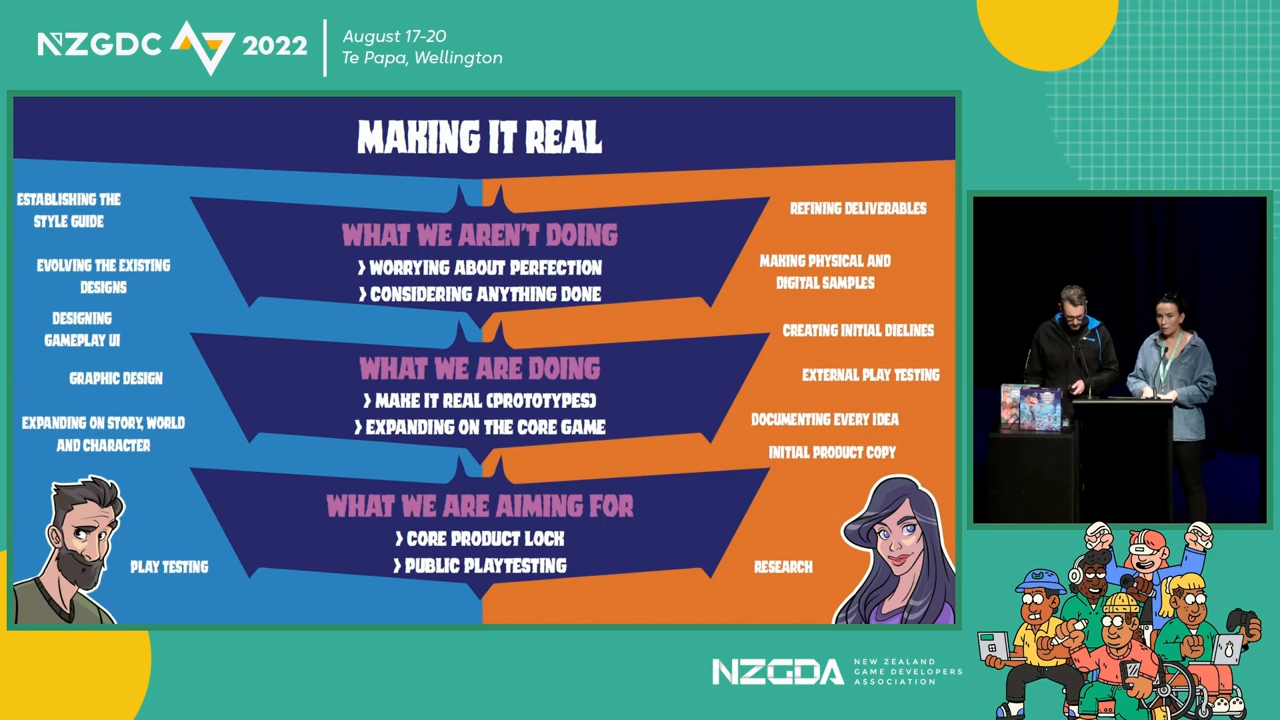 NZGDC 2022
August 17-20
Te Papa, Wellington
MAKING IT REAL
ESTABLISHING THE
STYLE GUIDE
EVOLVING THE EXISTING
DESIGNS
DESIGNING
GAMEPLAY UI
GRAPHIC DESIGN
EXPANDING ON STORY, WORLD
AND CHARACTER
PLAY TESTING
WHAT WE AREN'T DOING
› WORRYING ABOUT PERFECTION
› CONSIDERING ANYTHING DONE
WHAT WE ARE DOING
› MAKE IT REAL (PROTOTYPES)
› EXPANDING ON THE CORE GAME
WHAT WE ARE AIMING FOR
› CORE PRODUCT LOCK
› PUBLIC PLAYTESTING
REFINING DELIVERABLES
MAKING PHYSICAL AND
DIGITAL SAMPLES
CREATING INITIAL DIELINES
EXTERNAL PLAY TESTING
DOCUMENTING EVERY IDEA
INITIAL PRODUCT COPY
RESEARCH
NZGDA
NEW ZEALAND
GAME DEVELOPERS
ASSOCIATION